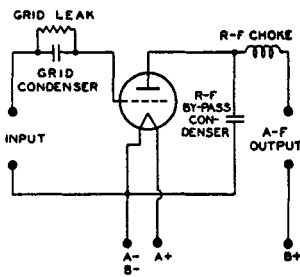 GRID LEAK
GRID
CONDENSER
R-F CHOKE
R-F
BY-PASS
CON-
DENSER
INPUT
A-F
OUTPUT
A-
B-
A+
B+